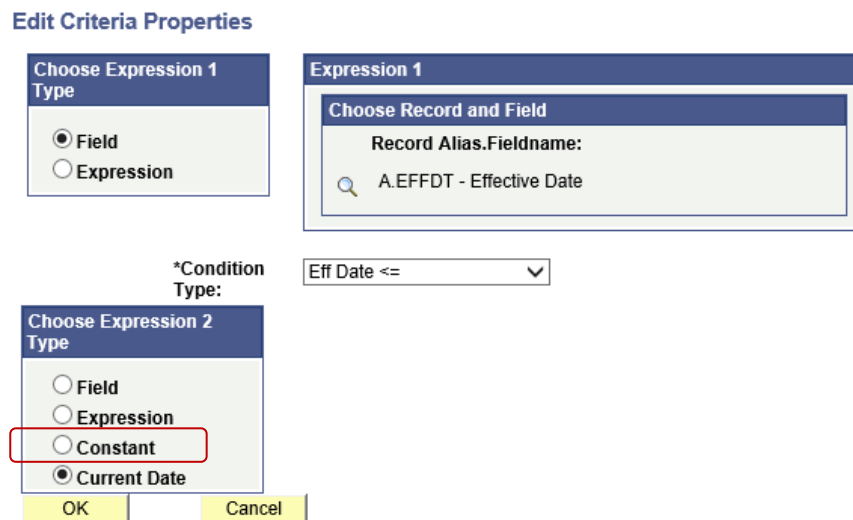 Edit Criteria Properties
Choose Expression 1
Type
Field
Expression
Expression 1
Choose Record and Field
Record Alias.Fieldname:
A.EFFDT - Effective Date
*Condition
Type:
Eff Date <=
Choose Expression 2
Type
Field
Expression
Constant
Current Date
OK
Cancel